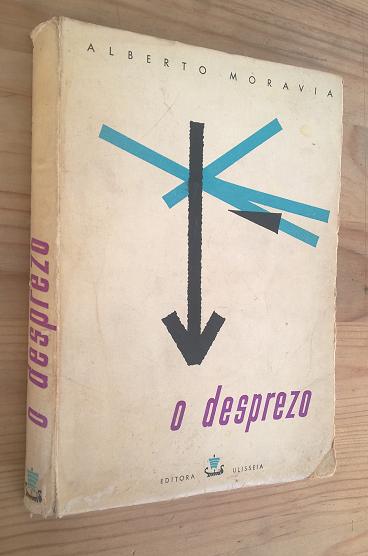 ALBERTO MORAVIA
o desprezo
EDITORA ULISSEIA
o desprezo